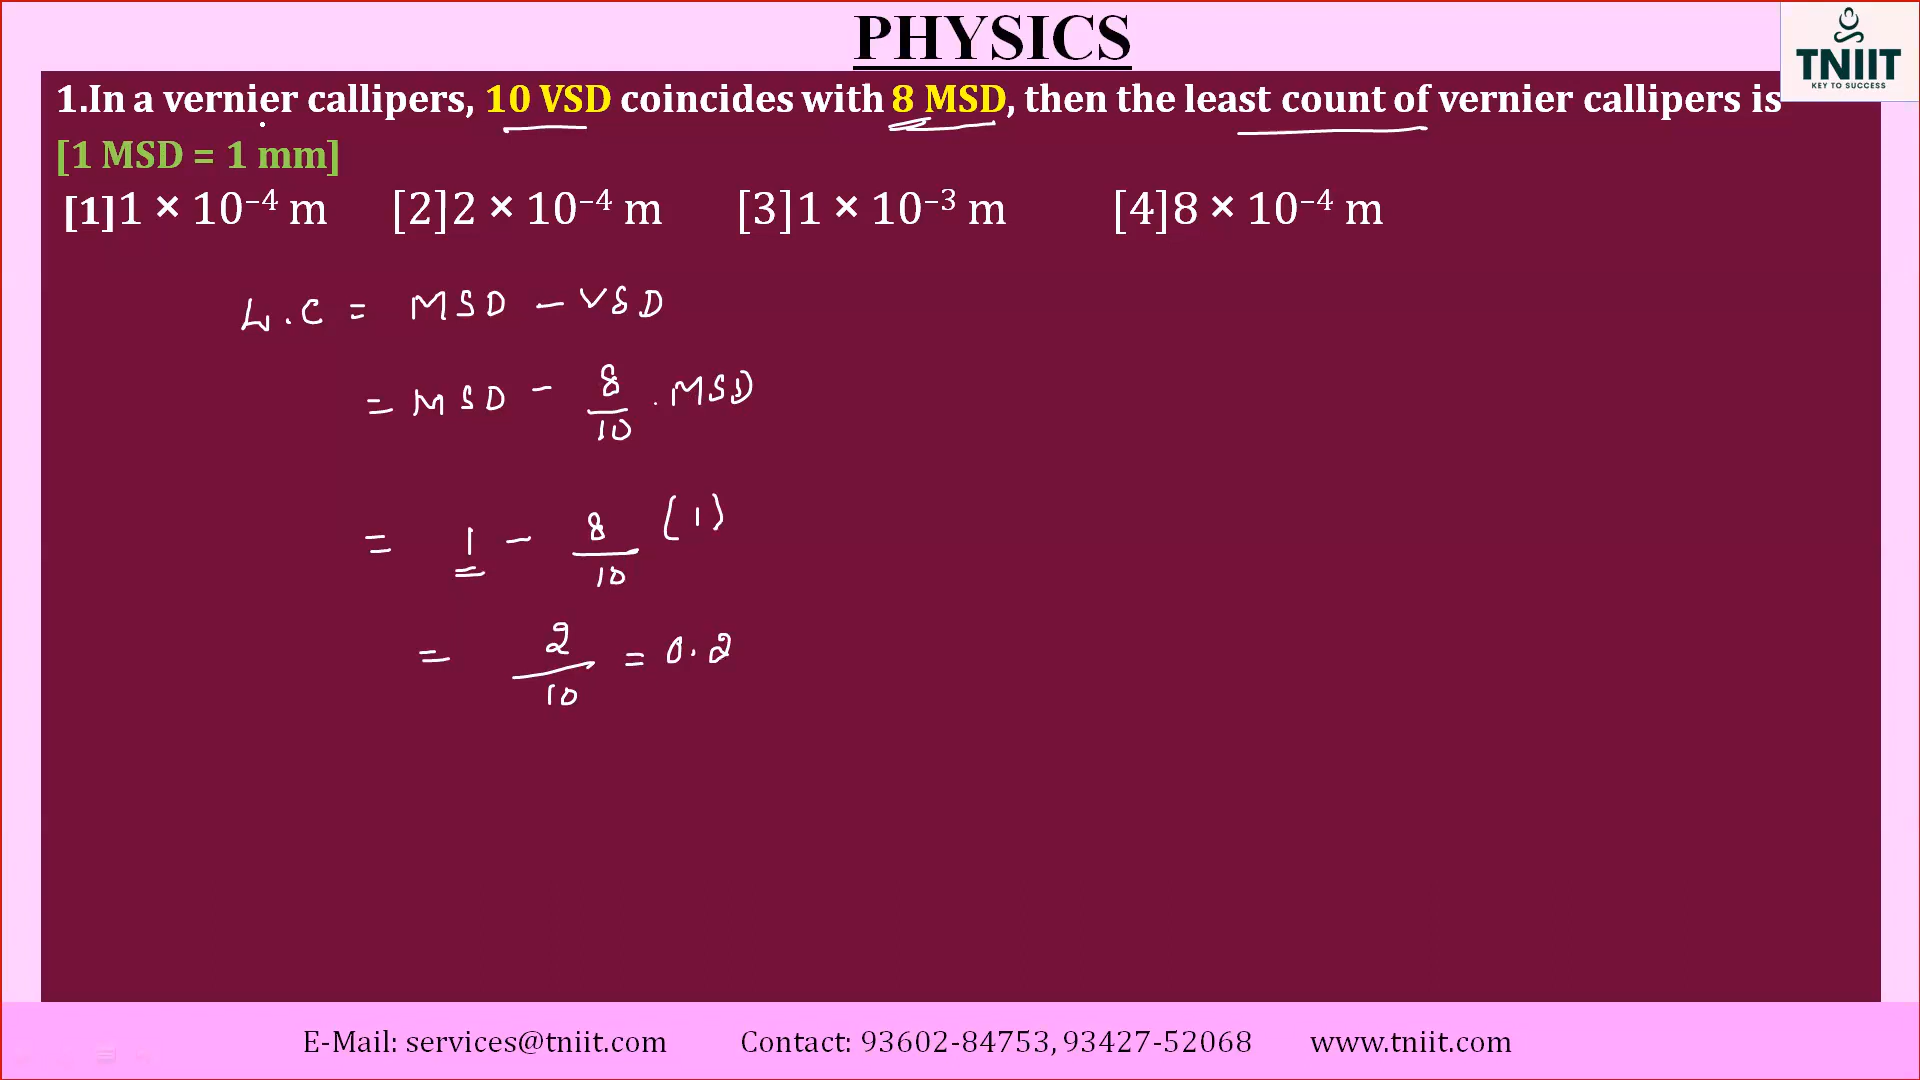 PHYSICS
TNIIT
KEY TO SUCCESS
1.In a vernier callipers, 10 VSD coincides with 8 MSD, then the least count of vernier callipers is
[1 MSD = 1 mm]
[1]1 × 10⁻⁴ m [2]2 × 10⁻⁴ m [3]1 × 10⁻³ m [4]8 × 10⁻⁴ m
L.C = MSD - VSD
= MSD - 8/10 . MSD
= 1 - 8/10 (1)
= 2/10 = 0.2
E-Mail: services@tniit.com Contact: 93602-84753, 93427-52068 www.tniit.com